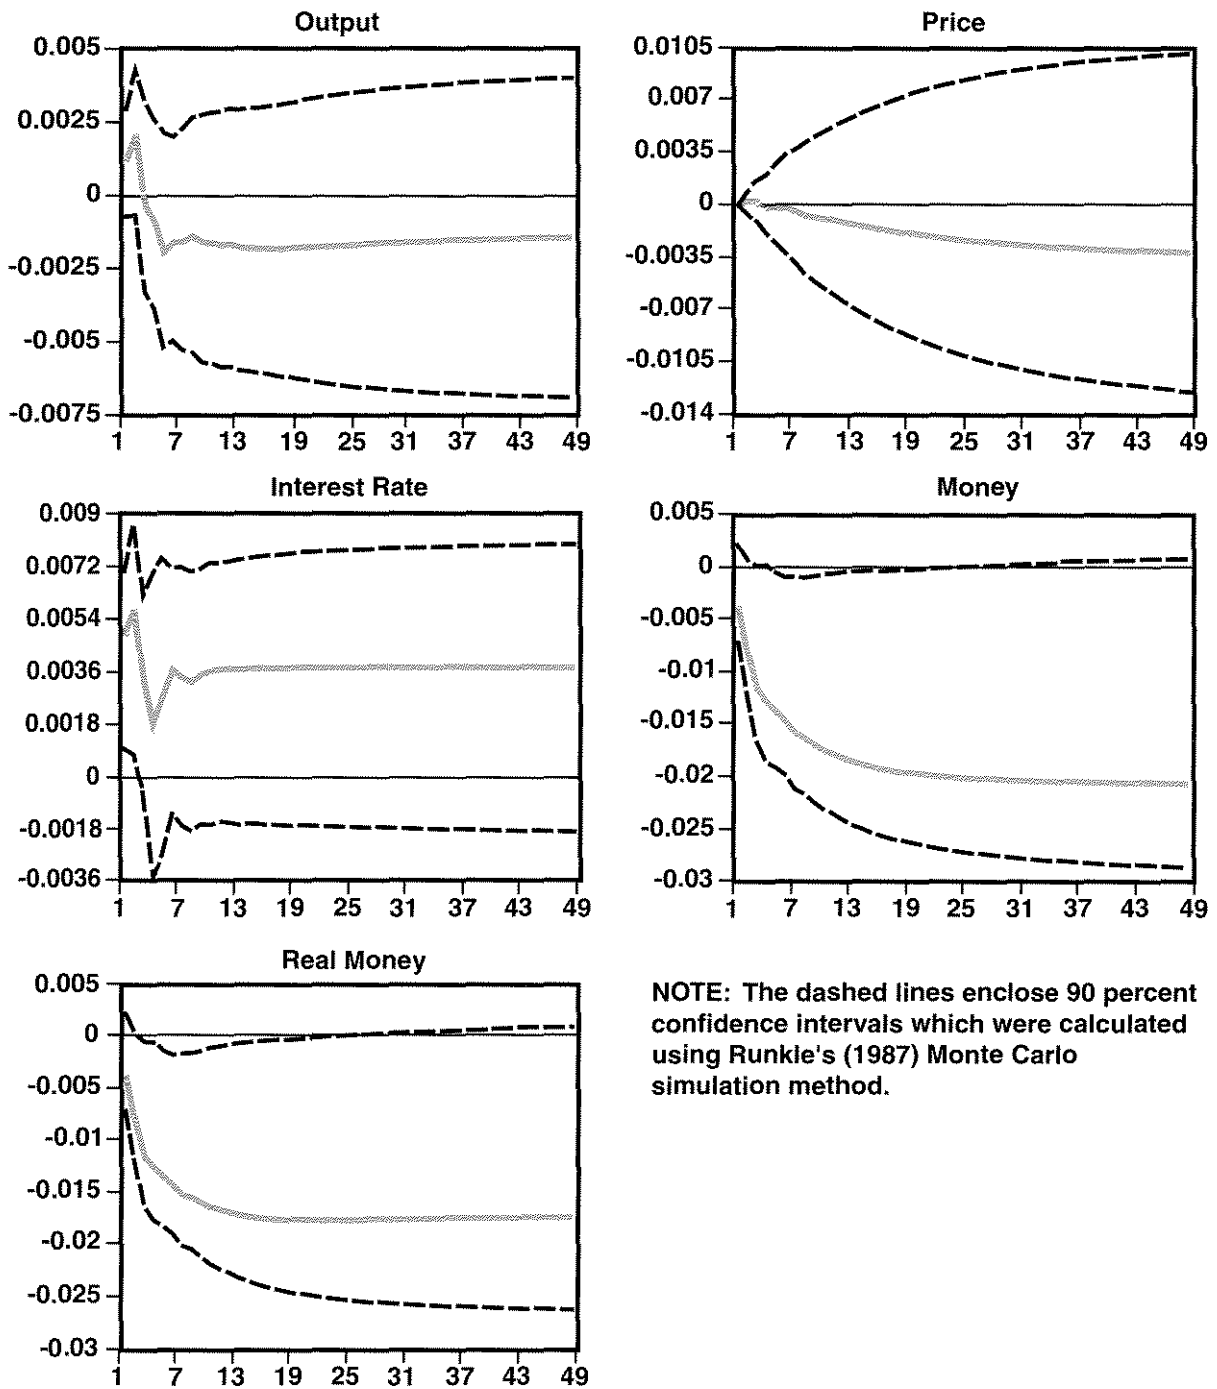 Output
0.005
0.0025
0
-0.0025
-0.005
-0.0075
1 7 13 19 25 31 37 43 49
Price
0.0105
0.007
0.0035
0
-0.0035
-0.007
-0.0105
-0.014
1 7 13 19 25 31 37 43 49
Interest Rate
0.009
0.0072
0.0054
0.0036
0.0018
0
-0.0018
-0.0036
1 7 13 19 25 31 37 43 49
Money
0.005
0
-0.005
-0.01
-0.015
-0.02
-0.025
-0.03
1 7 13 19 25 31 37 43 49
Real Money
0.005
0
-0.005
-0.01
-0.015
-0.02
-0.025
-0.03
1 7 13 19 25 31 37 43 49
NOTE: The dashed lines enclose 90 percent
confidence intervals which were calculated
using Runkle's (1987) Monte Carlo
simulation method.